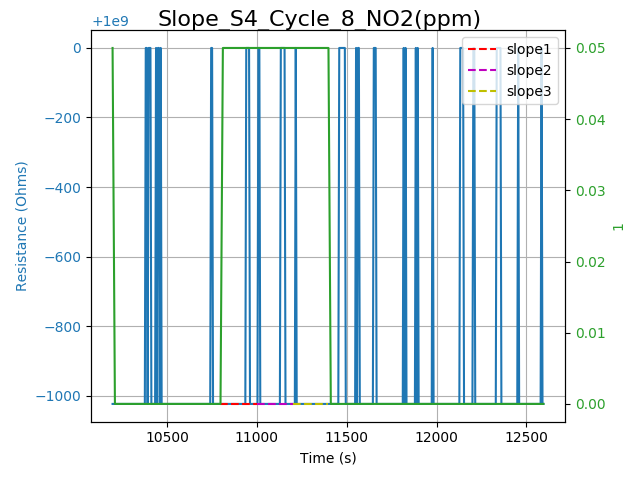 Slope_S4_Cycle_8_NO2(ppm)
+1e9
slope1
slope2
slope3
0
−200
−400
−600
−800
−1000
Resistance (Ohms)
0.05
0.04
0.03
0.02
0.01
0.00
1
10500 11000 11500 12000 12500
Time (s)